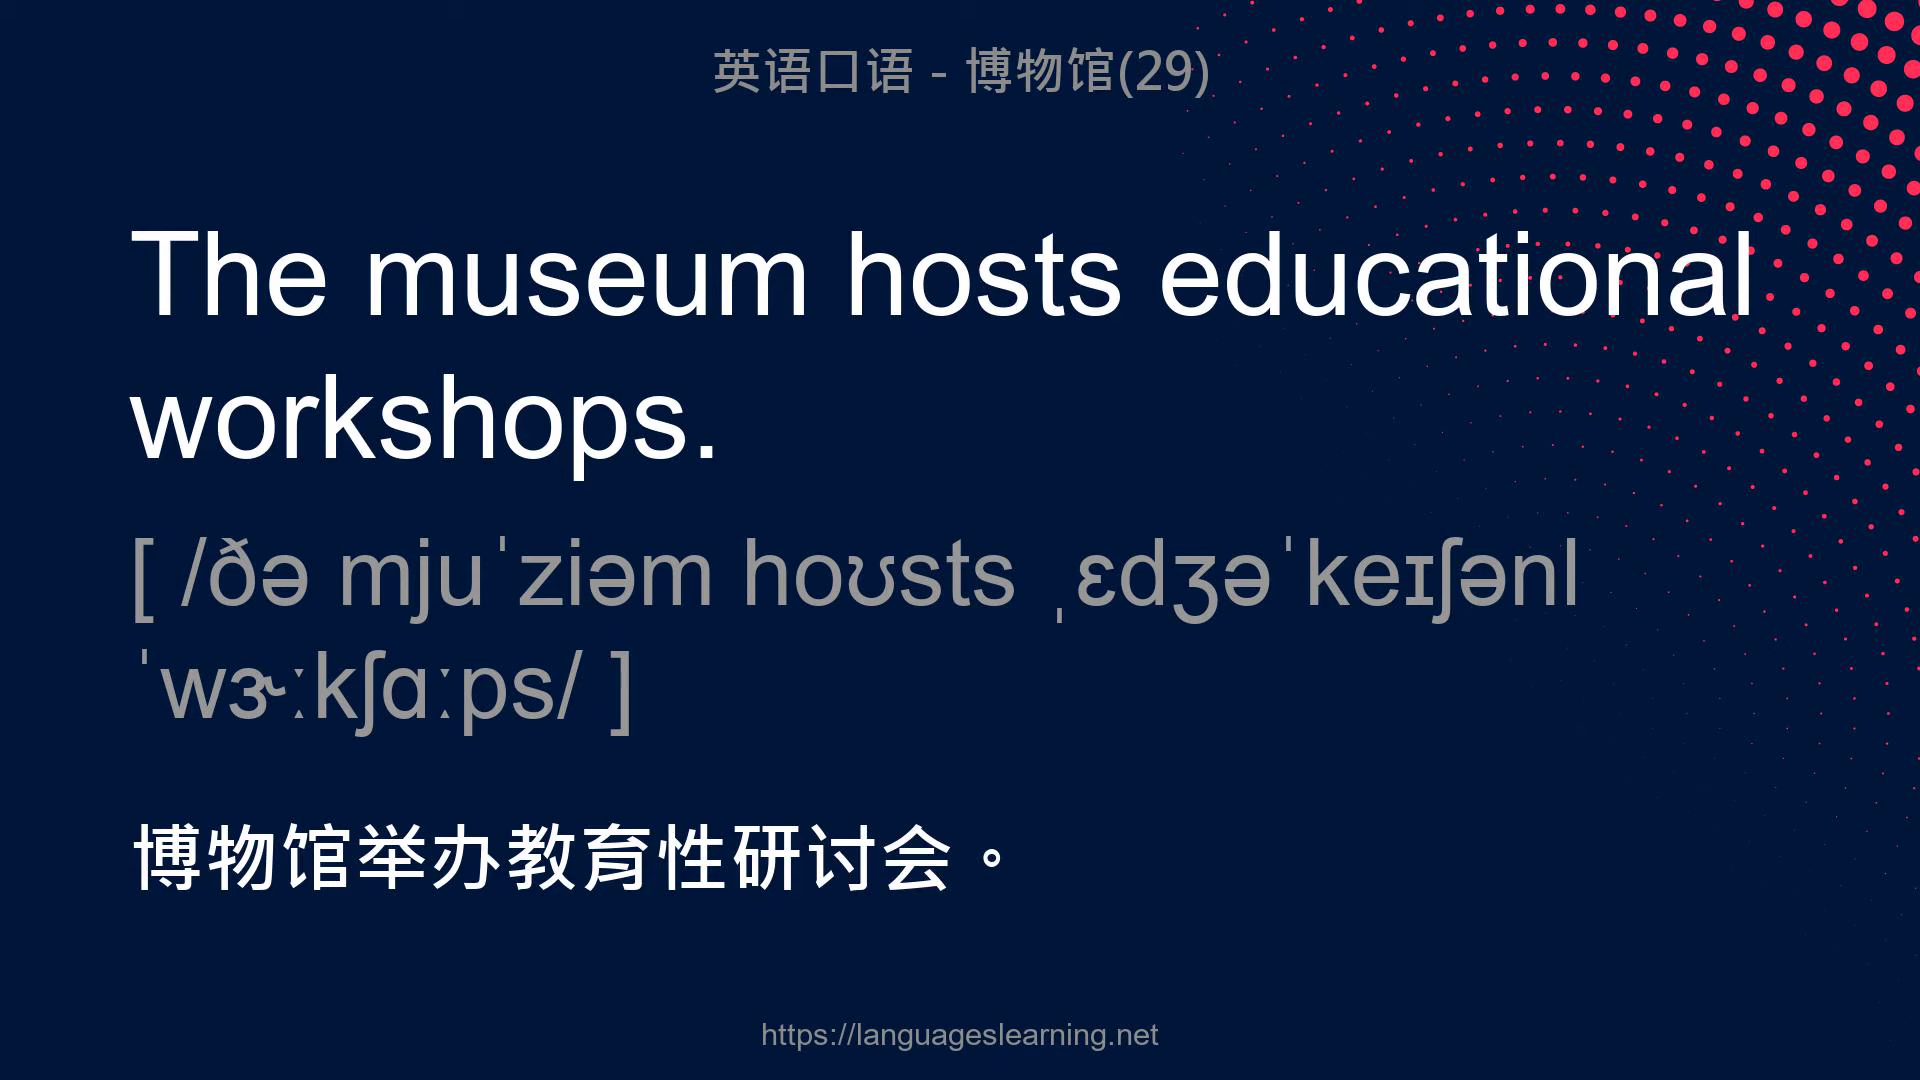 英语口语 - 博物馆(29)
The museum hosts educational
workshops.
[ /ðə mjuˈziəm hoʊsts ˌɛdʒəˈkeɪʃənl
ˈwɝːkʃɑːps/ ]
博物馆举办教育性研讨会。
https://languageslearning.net